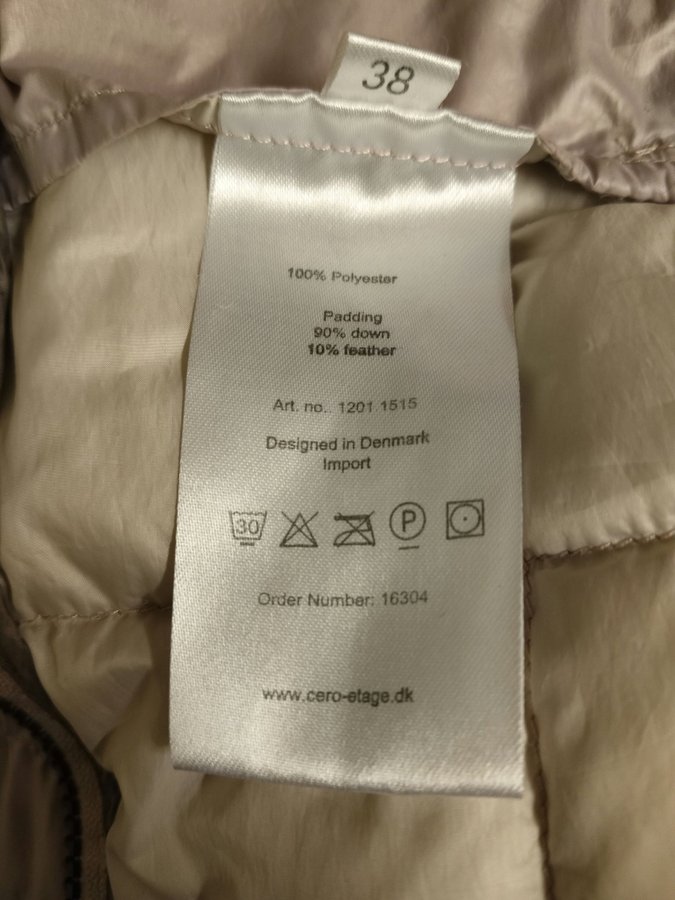 38
100% Polyester
Padding
90% down
10% feather
Art. no.. 1201 1515
Designed in Denmark
Import
30 P
Order Number: 16304
www.cero-etage.dk